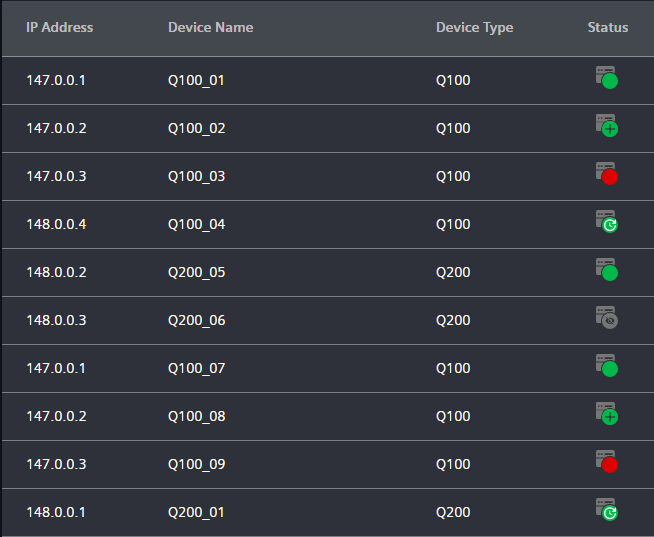 IP Address Device Name Device Type Status
147.0.0.1 Q100_01 Q100
147.0.0.2 Q100_02 Q100
147.0.0.3 Q100_03 Q100
148.0.0.4 Q100_04 Q100
148.0.0.2 Q200_05 Q200
148.0.0.3 Q200_06 Q200
147.0.0.1 Q100_07 Q100
147.0.0.2 Q100_08 Q100
147.0.0.3 Q100_09 Q100
148.0.0.1 Q200_01 Q200